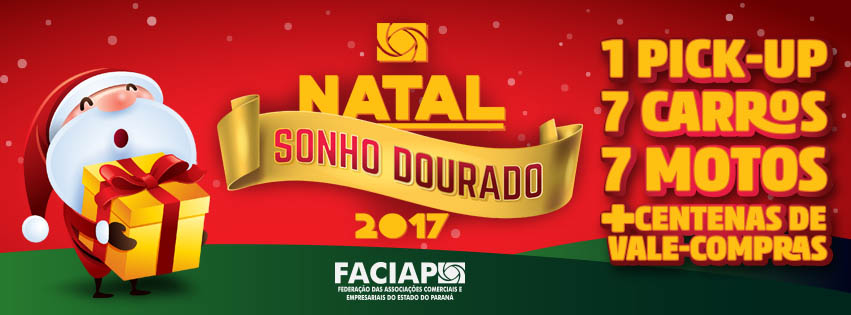 NATAL
SONHO DOURADO
2017
FACIAP
FEDERAÇÃO DAS ASSOCIAÇÕES COMERCIAIS E
EMPRESARIAIS DO ESTADO DO PARANÁ
1 PICK-UP
7 CARROS
7 MOTOS
+CENTENAS DE
VALE-COMPRAS